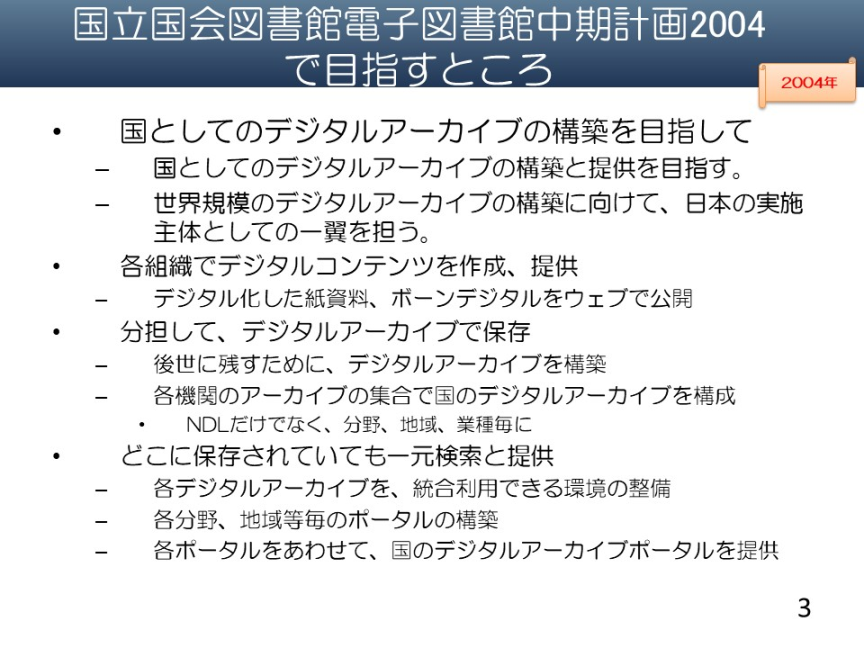 国立国会図書館電子図書館中期計画2004
で目指すところ
2004年
• 国としてのデジタルアーカイブの構築を目指して
– 国としてのデジタルアーカイブの構築と提供を目指す。
– 世界規模のデジタルアーカイブの構築に向けて、日本の実施
主体としての一翼を担う。
• 各組織でデジタルコンテンツを作成、提供
– デジタル化した紙資料、ボーンデジタルをウェブで公開
• 分担して、デジタルアーカイブで保存
– 後世に残すために、デジタルアーカイブを構築
– 各機関のアーカイブの集合で国のデジタルアーカイブを構成
• NDLだけでなく、分野、地域、業種毎に
• どこに保存されていても一元検索と提供
– 各デジタルアーカイブを、統合利用できる環境の整備
– 各分野、地域等毎のポータルの構築
– 各ポータルをあわせて、国のデジタルアーカイブポータルを提供
3